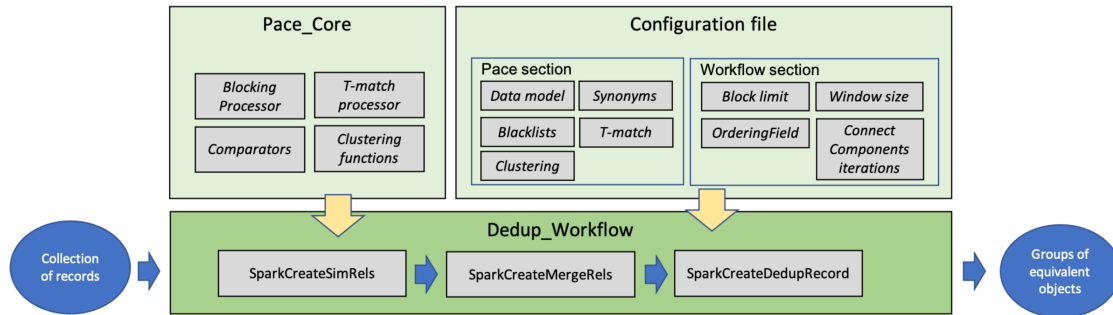 Pace_Core
Blocking
Processor
T-match
processor
Comparators
Clustering
functions
Configuration file
Pace section
Data model
Synonyms
Blacklists
T-match
Clustering
Workflow section
Block limit
Window size
OrderingField
Connect
Components
iterations
Collection
of records
Dedup_Workflow
SparkCreateSimRels
SparkCreateMergeRels
SparkCreateDedupRecord
Groups of
equivalent
objects